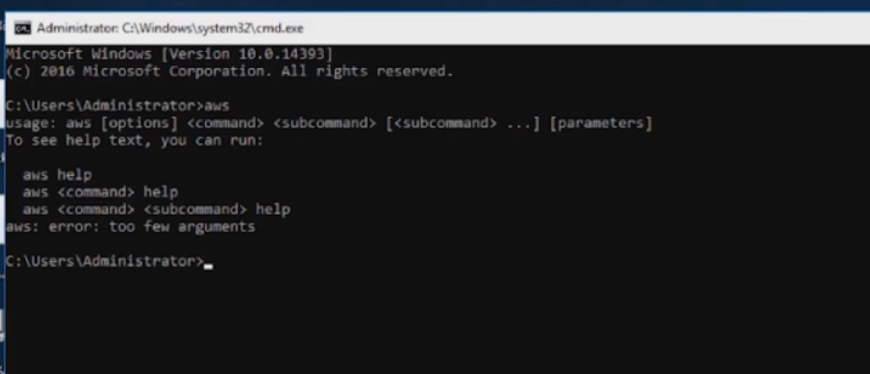 Administrator: C:\Windows\system32\cmd.exe
Microsoft Windows [Version 10.0.14393]
(c) 2016 Microsoft Corporation. All rights reserved.
C:\Users\Administrator>aws
usage: aws [options] <command> <subcommand> [<subcommand> ...] [parameters]
To see help text, you can run:
aws help
aws <command> help
aws <command> <subcommand> help
aws: error: too few arguments
C:\Users\Administrator>